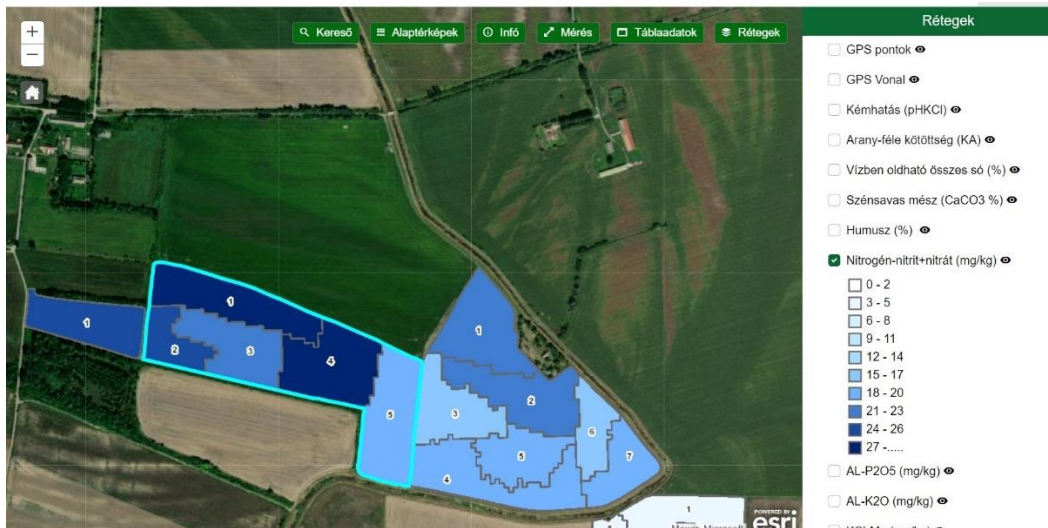 Rétegek
+
−
Kereső
Alaptérképek
Infó
Mérés
Táblaadatok
Rétegek
GPS pontok
GPS Vonal
Kémhatás (pHKCl)
Arany-féle kötöttség (KA)
Vízben oldható összes só (%)
Szénsavas mész (CaCO3 %)
Humusz (%)
Nitrogén-nitrit+nitrát (mg/kg)
0 - 2
3 - 5
6 - 8
9 - 11
12 - 14
15 - 17
18 - 20
21 - 23
24 - 26
27 -.....
AL-P2O5 (mg/kg)
AL-K2O (mg/kg)
1
1
2
3
4
5
1
2
3
4
5
6
7
1
POWERED BY
esri